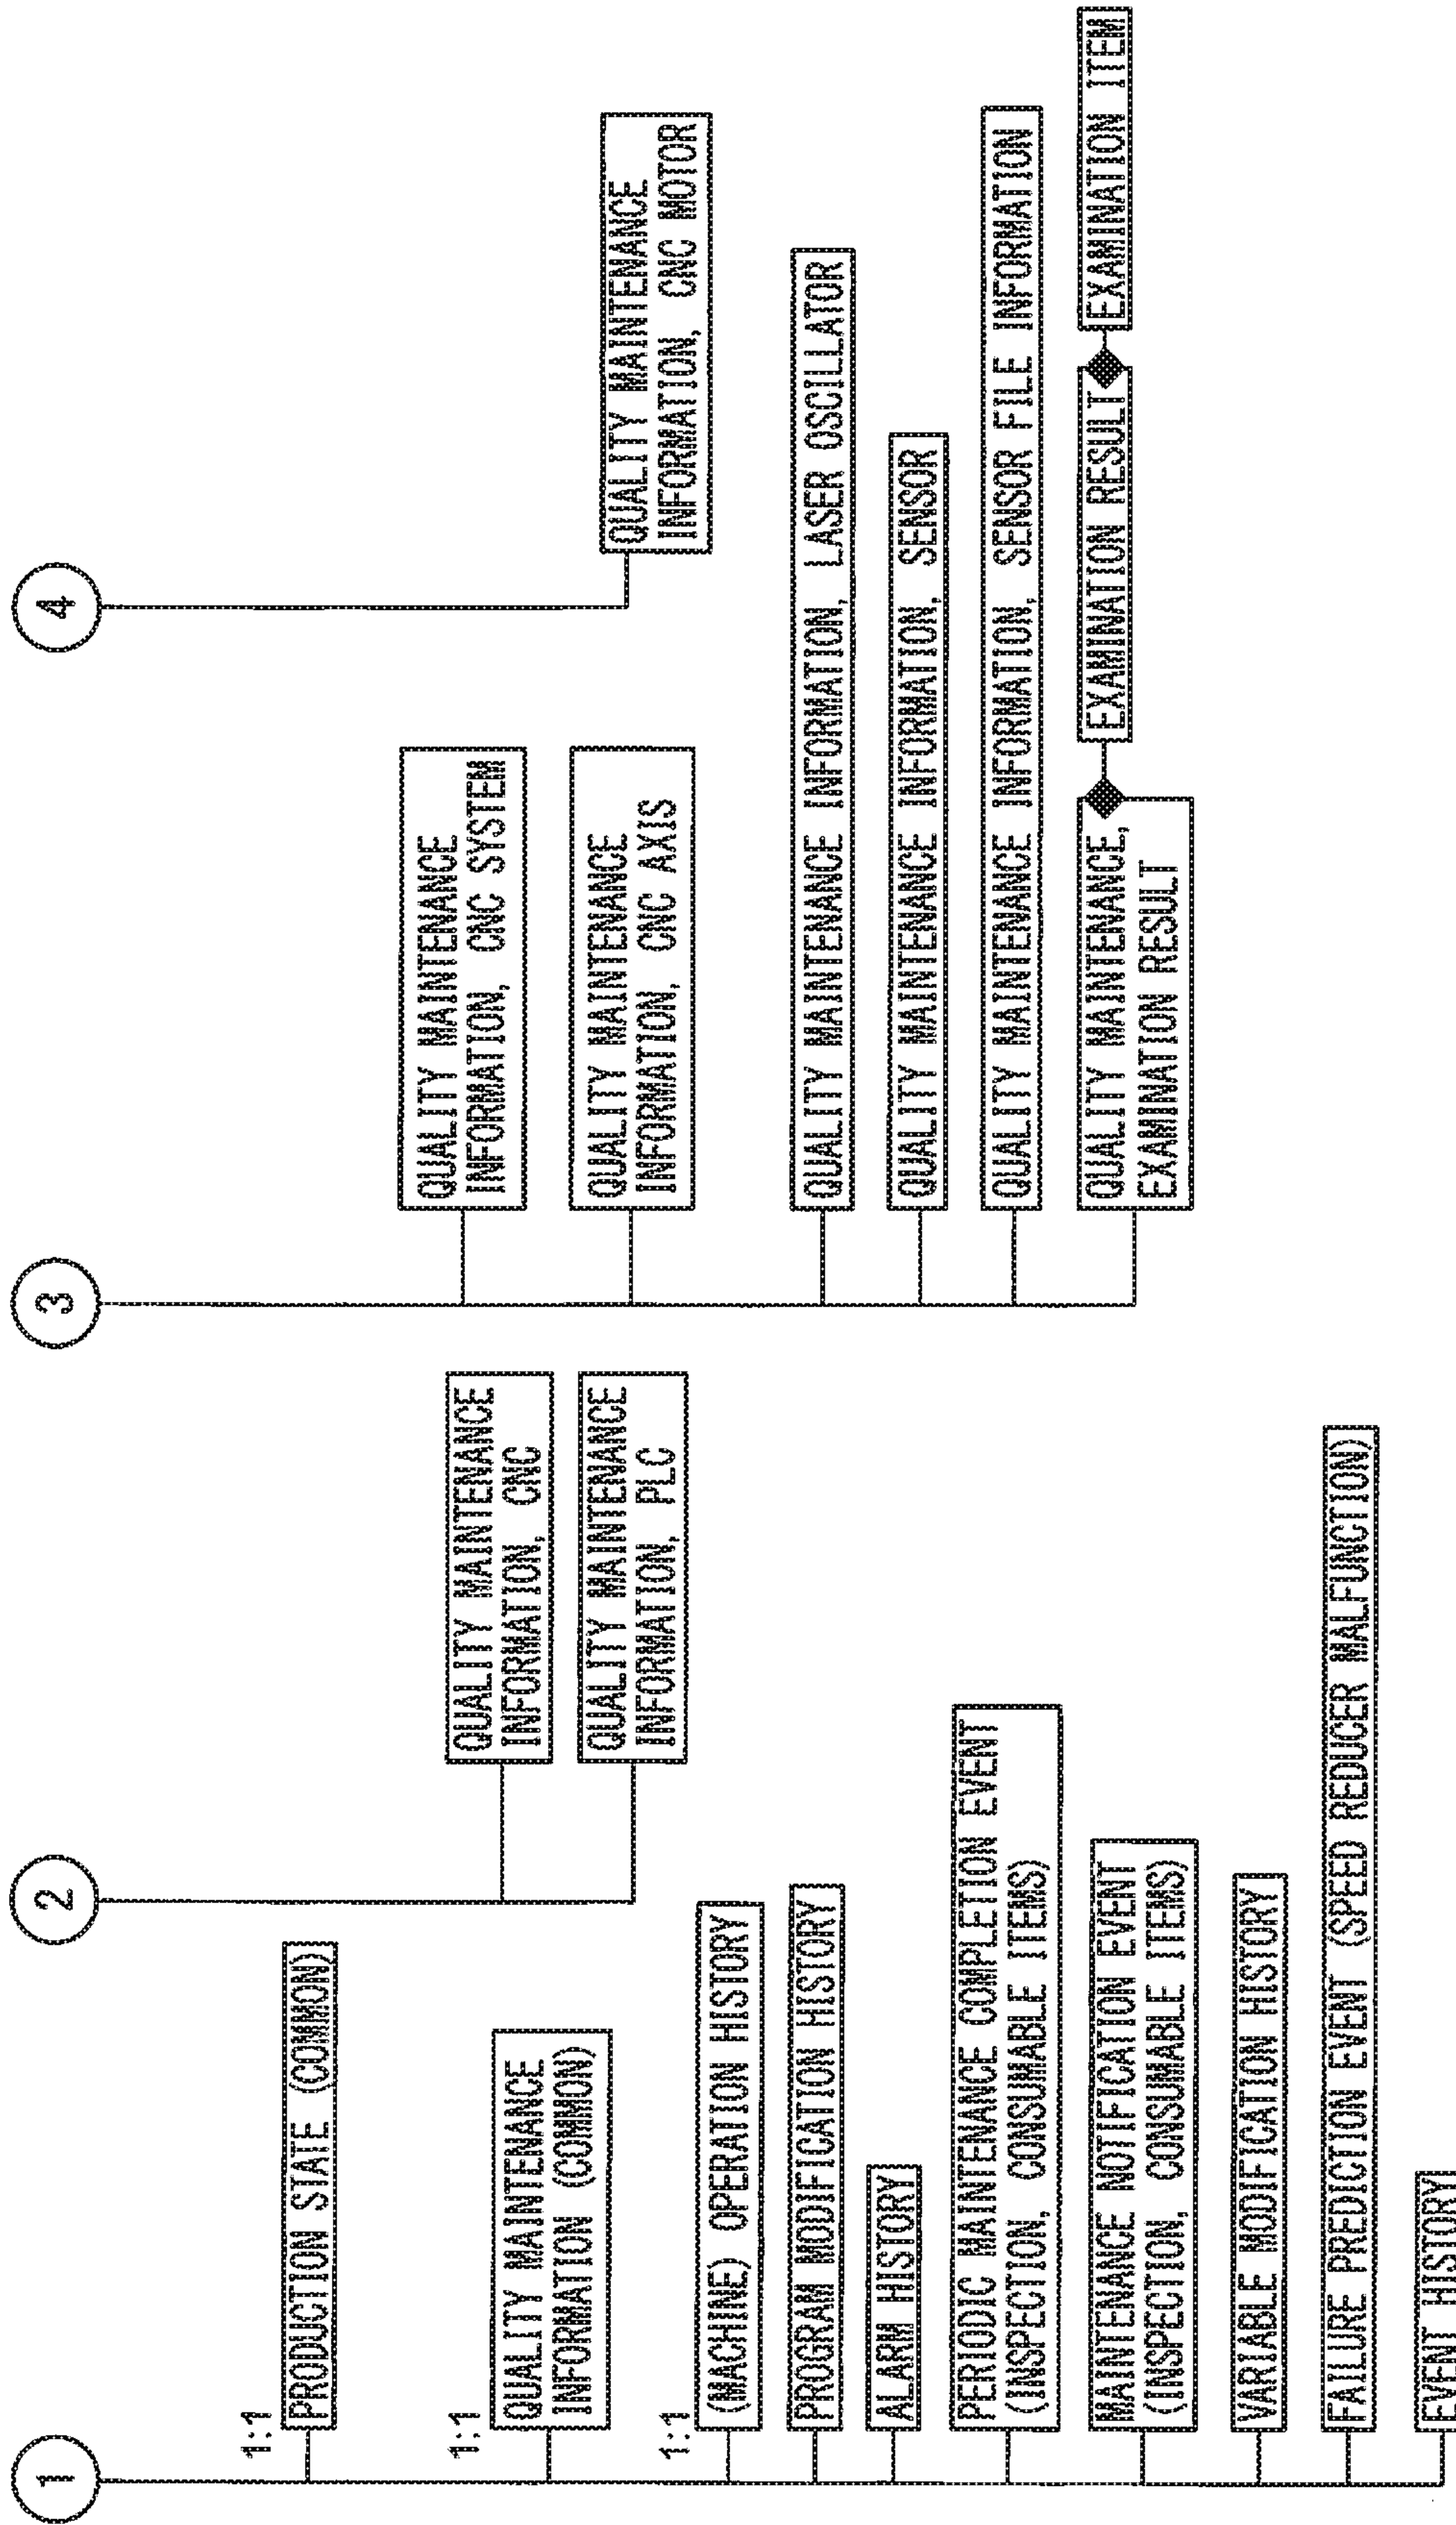 1
1:1
PRODUCTION STATE (COMMON)
1:1
QUALITY MAINTENANCE
INFORMATION (COMMON)
1:1
(MACHINE) OPERATION HISTORY
PROGRAM MODIFICATION HISTORY
ALARM HISTORY
PERIODIC MAINTENANCE COMPLETION EVENT
(INSPECTION, CONSUMABLE ITEMS)
MAINTENANCE NOTIFICATION EVENT
(INSPECTION, CONSUMABLE ITEMS)
VARIABLE MODIFICATION HISTORY
FAILURE PREDICTION EVENT (SPEED REDUCER MALFUNCTION)
EVENT HISTORY
2
QUALITY MAINTENANCE
INFORMATION, CNC
QUALITY MAINTENANCE
INFORMATION, PLC
3
QUALITY MAINTENANCE
INFORMATION, CNC SYSTEM
QUALITY MAINTENANCE
INFORMATION, CNC AXIS
QUALITY MAINTENANCE INFORMATION, LASER OSCILLATOR
QUALITY MAINTENANCE INFORMATION, SENSOR
QUALITY MAINTENANCE INFORMATION, SENSOR FILE INFORMATION
QUALITY MAINTENANCE,
EXAMINATION RESULT
EXAMINATION RESULT
EXAMINATION ITEM
4
QUALITY MAINTENANCE
INFORMATION, CNC MOTOR